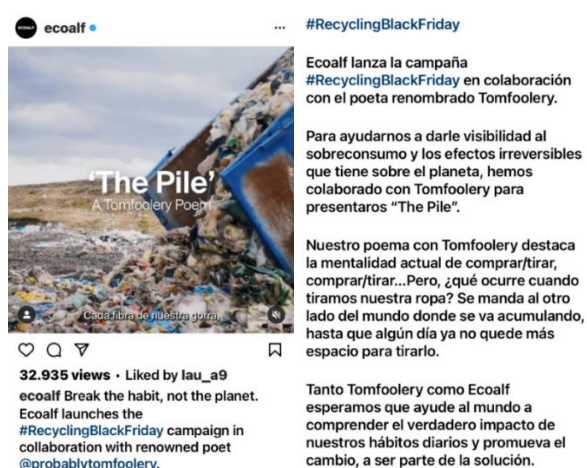 ECOALF
ecoalf
'The Pile'
A Tomfoolery Poem
Cada fibra de nuestra gorra,
32.935 views • Liked by lau_a9
ecoalf Break the habit, not the planet.
Ecoalf launches the
#RecyclingBlackFriday campaign in
collaboration with renowned poet
@probablytomfoolery.
#RecyclingBlackFriday
Ecoalf lanza la campaña
#RecyclingBlackFriday en colaboración
con el poeta renombrado Tomfoolery.
Para ayudarnos a darle visibilidad al
sobreconsumo y los efectos irreversibles
que tiene sobre el planeta, hemos
colaborado con Tomfoolery para
presentaros “The Pile”.
Nuestro poema con Tomfoolery destaca
la mentalidad actual de comprar/tirar,
comprar/tirar...Pero, ¿qué ocurre cuando
tiramos nuestra ropa? Se manda al otro
lado del mundo donde se va acumulando,
hasta que algún día ya no quede más
espacio para tirarlo.
Tanto Tomfoolery como Ecoalf
esperamos que ayude al mundo a
comprender el verdadero impacto de
nuestros hábitos diarios y promueva el
cambio, a ser parte de la solución.